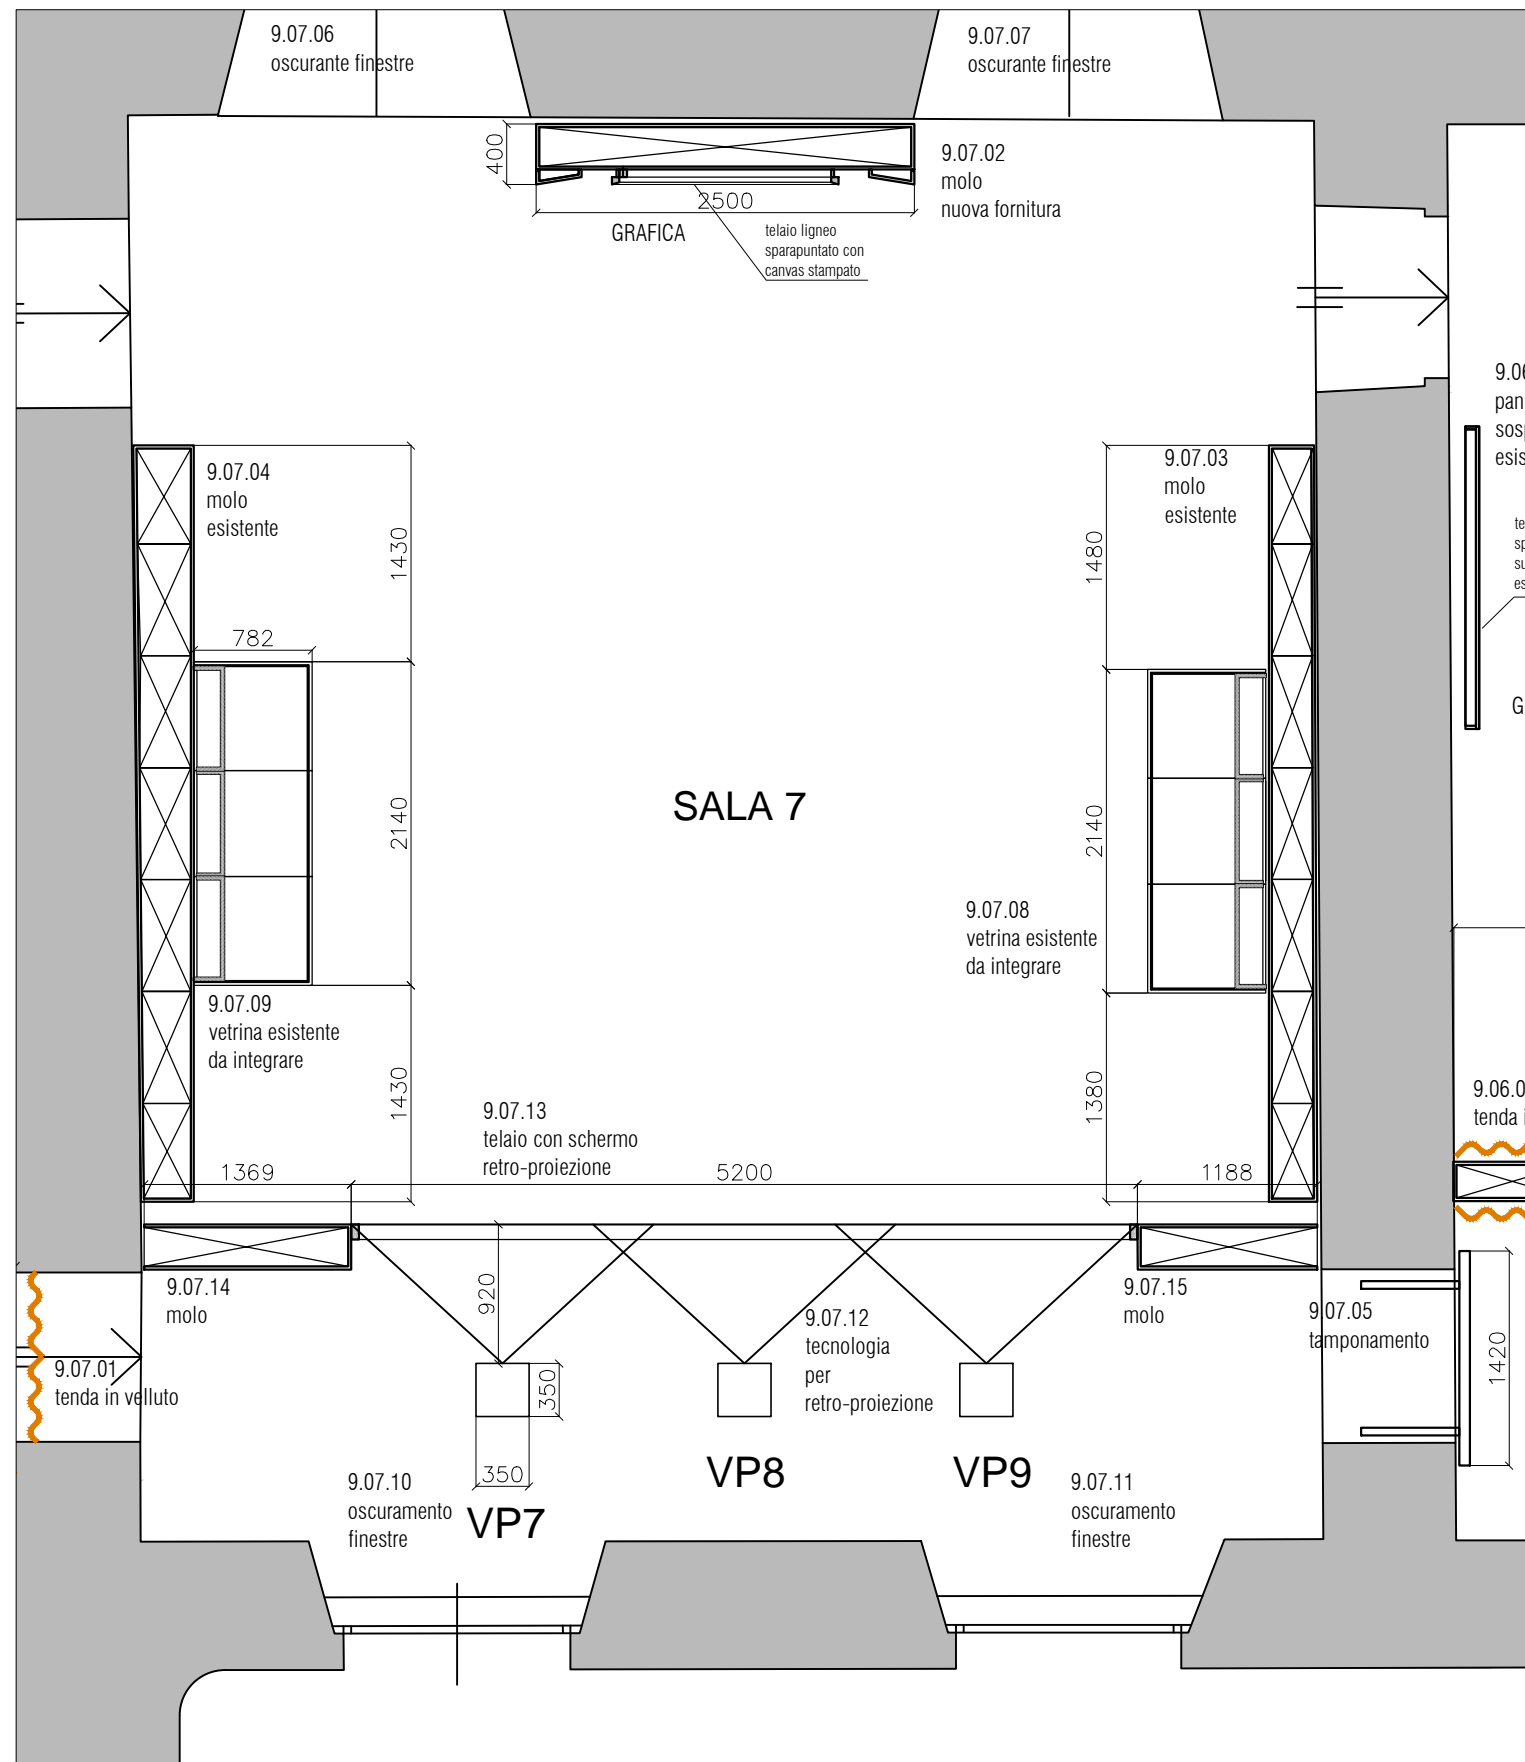 9.07.06
oscurante finestre
9.07.07
oscurante finestre
400
2500
GRAFICA
telaio ligneo
sparapuntato con
canvas stampato
9.07.02
molo
nuova fornitura
9.07.04
molo
esistente
1430
782
2140
9.07.09
vetrina esistente
da integrare
1430
9.07.03
molo
esistente
1480
2140
9.07.08
vetrina esistente
da integrare
1380
SALA 7
9.07.13
telaio con schermo
retro-proiezione
1369
5200
1188
9.07.14
molo
920
9.07.12
tecnologia
per
retro-proiezione
9.07.15
molo
9.07.05
tamponamento
1420
9.07.01
tenda in velluto
350
350
VP7
VP8
VP9
9.07.10
oscuramento
finestre
9.07.11
oscuramento
finestre
9.06.0
tenda
G